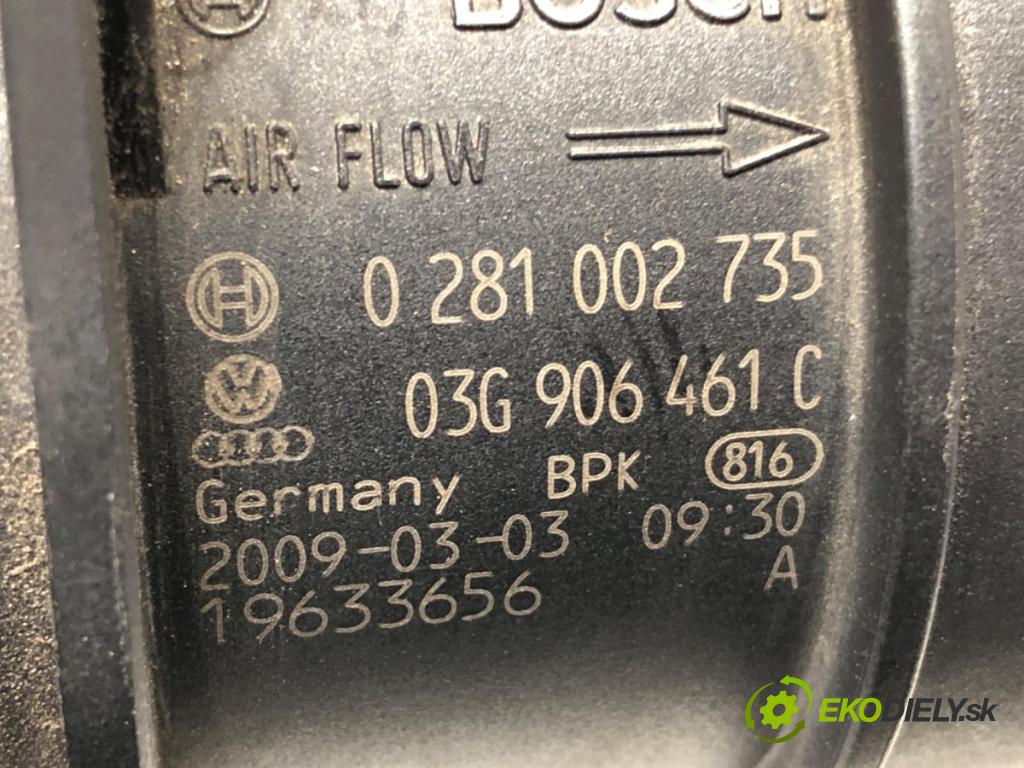 BOSCH
AIR FLOW
0 281 002 735
03G 906 461 C
Germany BPK 816
2009-03-03 09:30
19633656 A
EKODIELY.sk